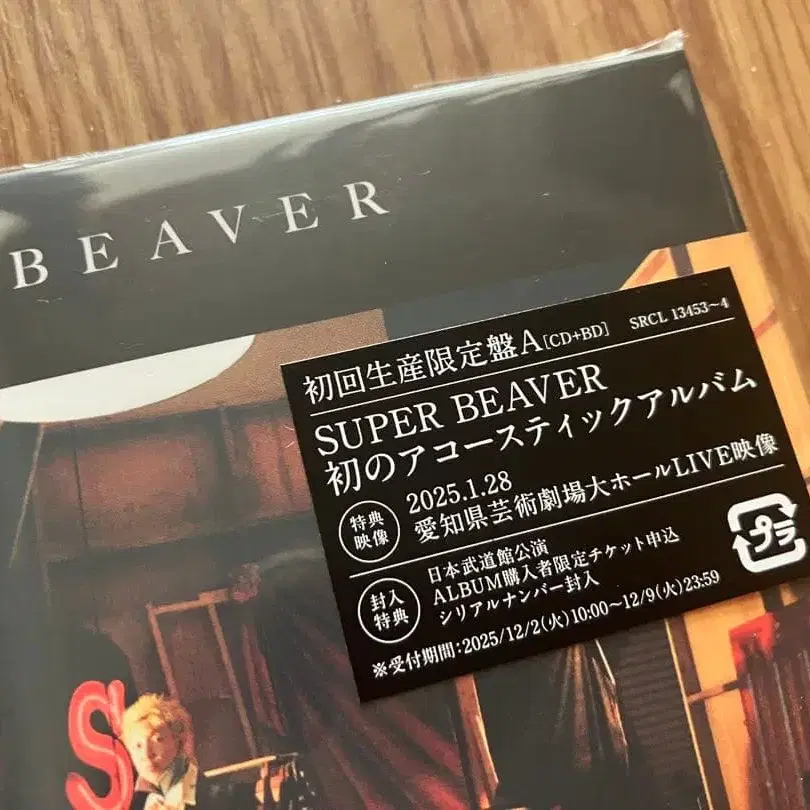 BEAVER
初回生産限定盤A[CD+BD] SRCL 13453~4
SUPER BEAVER
初のアコースティックアルバム
特典
映像
2025.1.28
愛知県芸術劇場大ホールLIVE映像
封入
特典
日本武道館公演
ALBUM購入者限定チケット申込
シリアルナンバー封入
※受付期間:2025/12/2(火)10:00~12/9(火)23:59
プラ
S